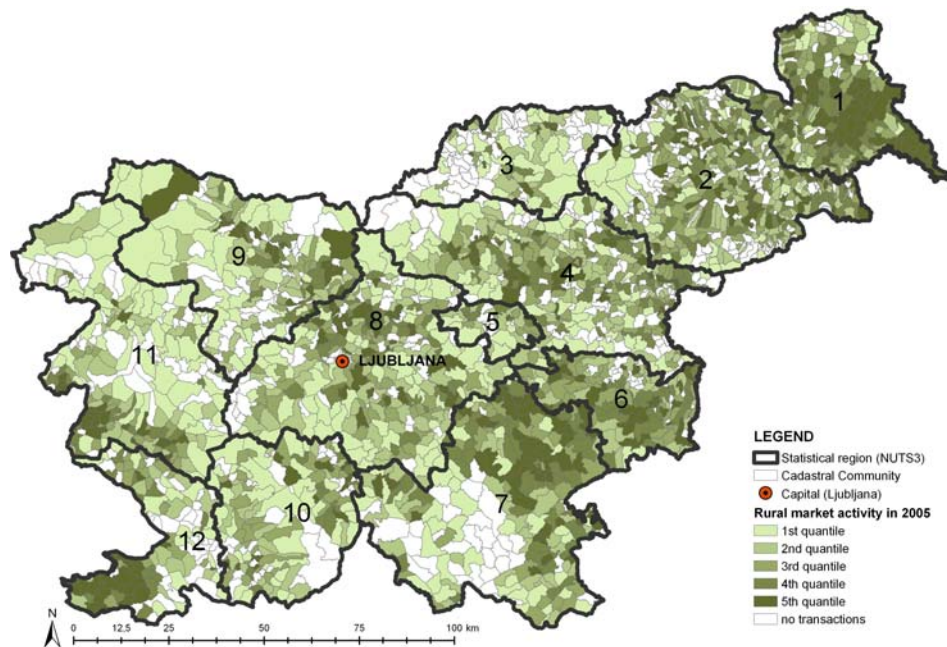 1
2
3
4
9
5
8
LJUBLJANA
11
6
7
10
12
LEGEND
Statistical region (NUTS3)
Cadastral Community
Capital (Ljubljana)
Rural market activity in 2005
1st quantile
2nd quantile
3rd quantile
4th quantile
5th quantile
no transactions
N
0 12,5 25 50 75 100 km